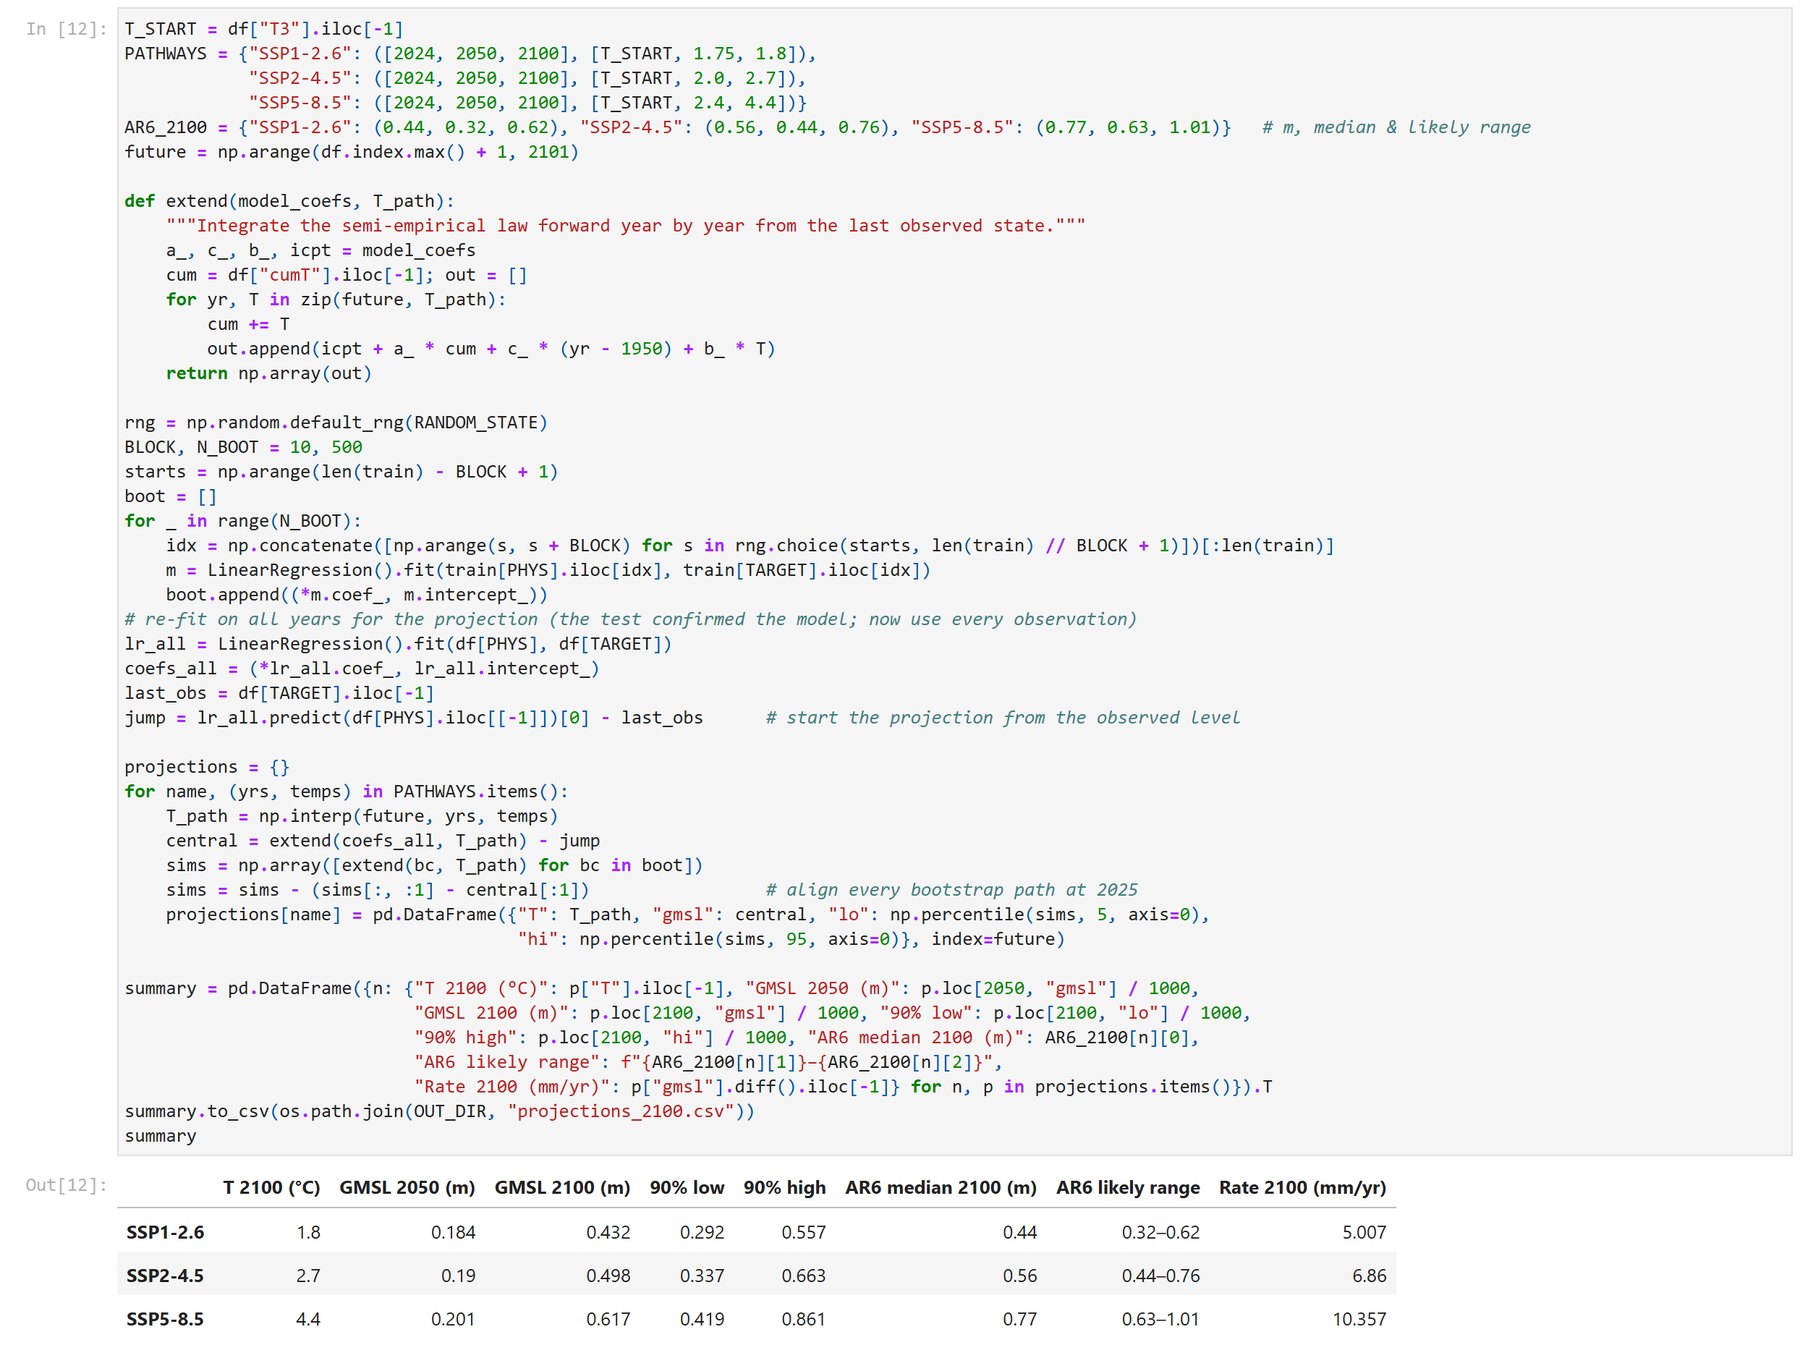 In [12]:
T_START = df["T3"].iloc[-1]
PATHWAYS = {"SSP1-2.6": ([2024, 2050, 2100], [T_START, 1.75, 1.8]),
            "SSP2-4.5": ([2024, 2050, 2100], [T_START, 2.0, 2.7]),
            "SSP5-8.5": ([2024, 2050, 2100], [T_START, 2.4, 4.4])}
AR6_2100 = {"SSP1-2.6": (0.44, 0.32, 0.62), "SSP2-4.5": (0.56, 0.44, 0.76), "SSP5-8.5": (0.77, 0.63, 1.01)}   # m, median & likely range
future = np.arange(df.index.max() + 1, 2101)

def extend(model_coefs, T_path):
    """Integrate the semi-empirical law forward year by year from the last observed state."""
    a_, c_, b_, icpt = model_coefs
    cum = df["cumT"].iloc[-1]; out = []
    for yr, T in zip(future, T_path):
        cum += T
        out.append(icpt + a_ * cum + c_ * (yr - 1950) + b_ * T)
    return np.array(out)

rng = np.random.default_rng(RANDOM_STATE)
BLOCK, N_BOOT = 10, 500
starts = np.arange(len(train) - BLOCK + 1)
boot = []
for _ in range(N_BOOT):
    idx = np.concatenate([np.arange(s, s + BLOCK) for s in rng.choice(starts, len(train) // BLOCK + 1)])[:len(train)]
    m = LinearRegression().fit(train[PHYS].iloc[idx], train[TARGET].iloc[idx])
    boot.append((*m.coef_, m.intercept_))
# re-fit on all years for the projection (the test confirmed the model; now use every observation)
lr_all = LinearRegression().fit(df[PHYS], df[TARGET])
coefs_all = (*lr_all.coef_, lr_all.intercept_)
last_obs = df[TARGET].iloc[-1]
jump = lr_all.predict(df[PHYS].iloc[[-1]])[0] - last_obs      # start the projection from the observed level

projections = {}
for name, (yrs, temps) in PATHWAYS.items():
    T_path = np.interp(future, yrs, temps)
    central = extend(coefs_all, T_path) - jump
    sims = np.array([extend(bc, T_path) for bc in boot])
    sims = sims - (sims[:, :1] - central[:1])                 # align every bootstrap path at 2025
    projections[name] = pd.DataFrame({"T": T_path, "gmsl": central, "lo": np.percentile(sims, 5, axis=0),
                                      "hi": np.percentile(sims, 95, axis=0)}, index=future)

summary = pd.DataFrame({n: {"T 2100 (°C)": p["T"].iloc[-1], "GMSL 2050 (m)": p.loc[2050, "gmsl"] / 1000,
                            "GMSL 2100 (m)": p.loc[2100, "gmsl"] / 1000, "90% low": p.loc[2100, "lo"] / 1000,
                            "90% high": p.loc[2100, "hi"] / 1000, "AR6 median 2100 (m)": AR6_2100[n][0],
                            "AR6 likely range": f"{AR6_2100[n][1]}–{AR6_2100[n][2]}",
                            "Rate 2100 (mm/yr)": p["gmsl"].diff().iloc[-1]} for n, p in projections.items()}).T
summary.to_csv(os.path.join(OUT_DIR, "projections_2100.csv"))
summary
Out[12]:
T 2100 (°C) GMSL 2050 (m) GMSL 2100 (m) 90% low 90% high AR6 median 2100 (m) AR6 likely range Rate 2100 (mm/yr)
SSP1-2.6 1.8 0.184 0.432 0.292 0.557 0.44 0.32–0.62 5.007
SSP2-4.5 2.7 0.19 0.498 0.337 0.663 0.56 0.44–0.76 6.86
SSP5-8.5 4.4 0.201 0.617 0.419 0.861 0.77 0.63–1.01 10.357